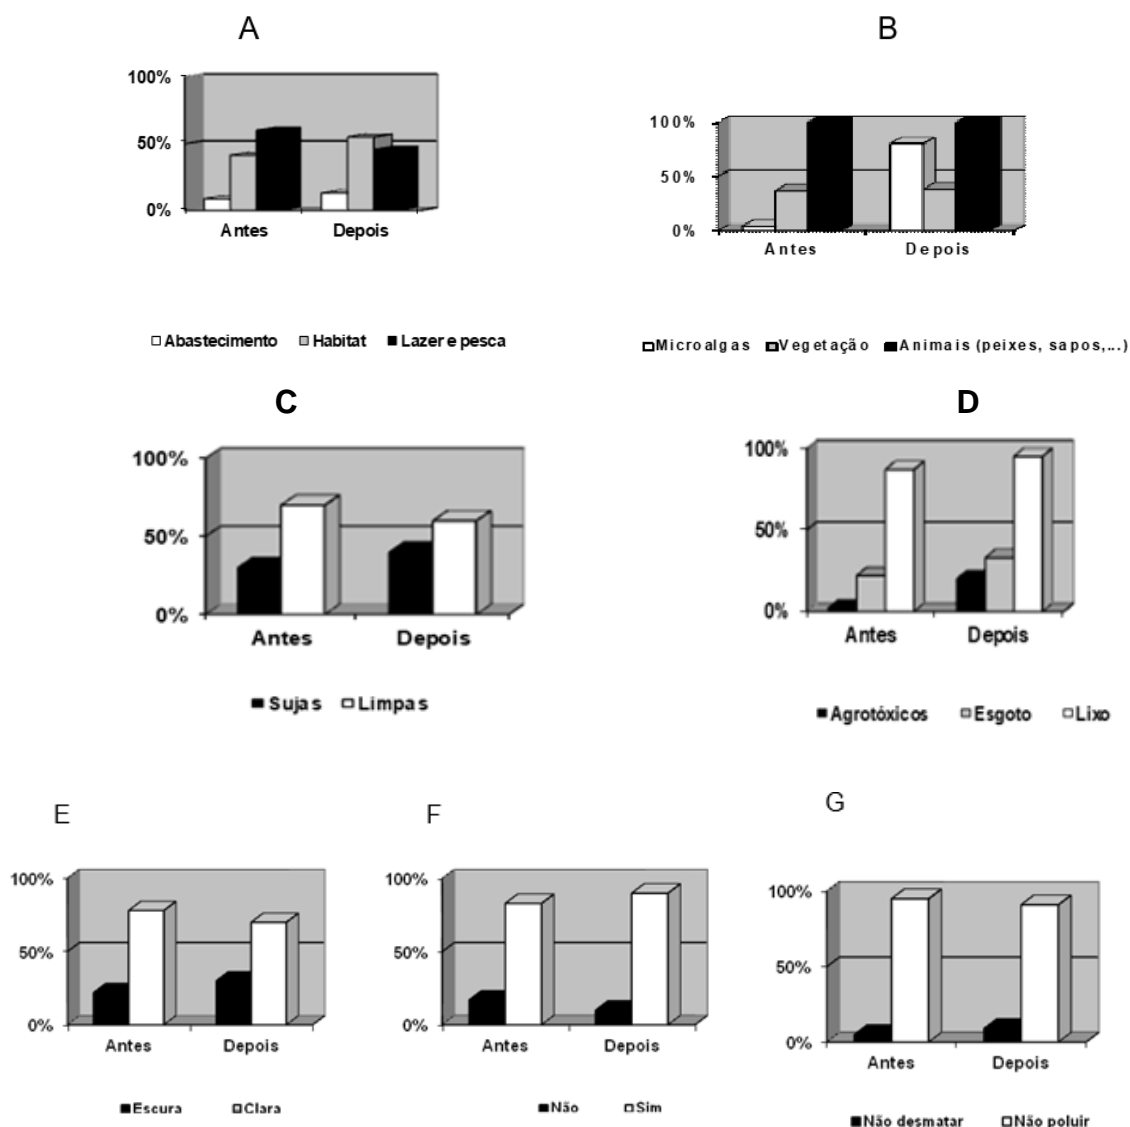 A
100%
50%
0%
Antes Depois
Abastecimento Habitat Lazer e pesca
B
100%
50%
0%
Antes Depois
Microalgas Vegetação Animais (peixes, sapos,...)
C
100%
50%
0%
Antes Depois
Sujas Limpas
D
100%
50%
0%
Antes Depois
Agrotóxicos Esgoto Lixo
E
100%
50%
0%
Antes Depois
Escura Clara
F
100%
50%
0%
Antes Depois
Não Sim
G
100%
50%
0%
Antes Depois
Não desmatar Não poluir